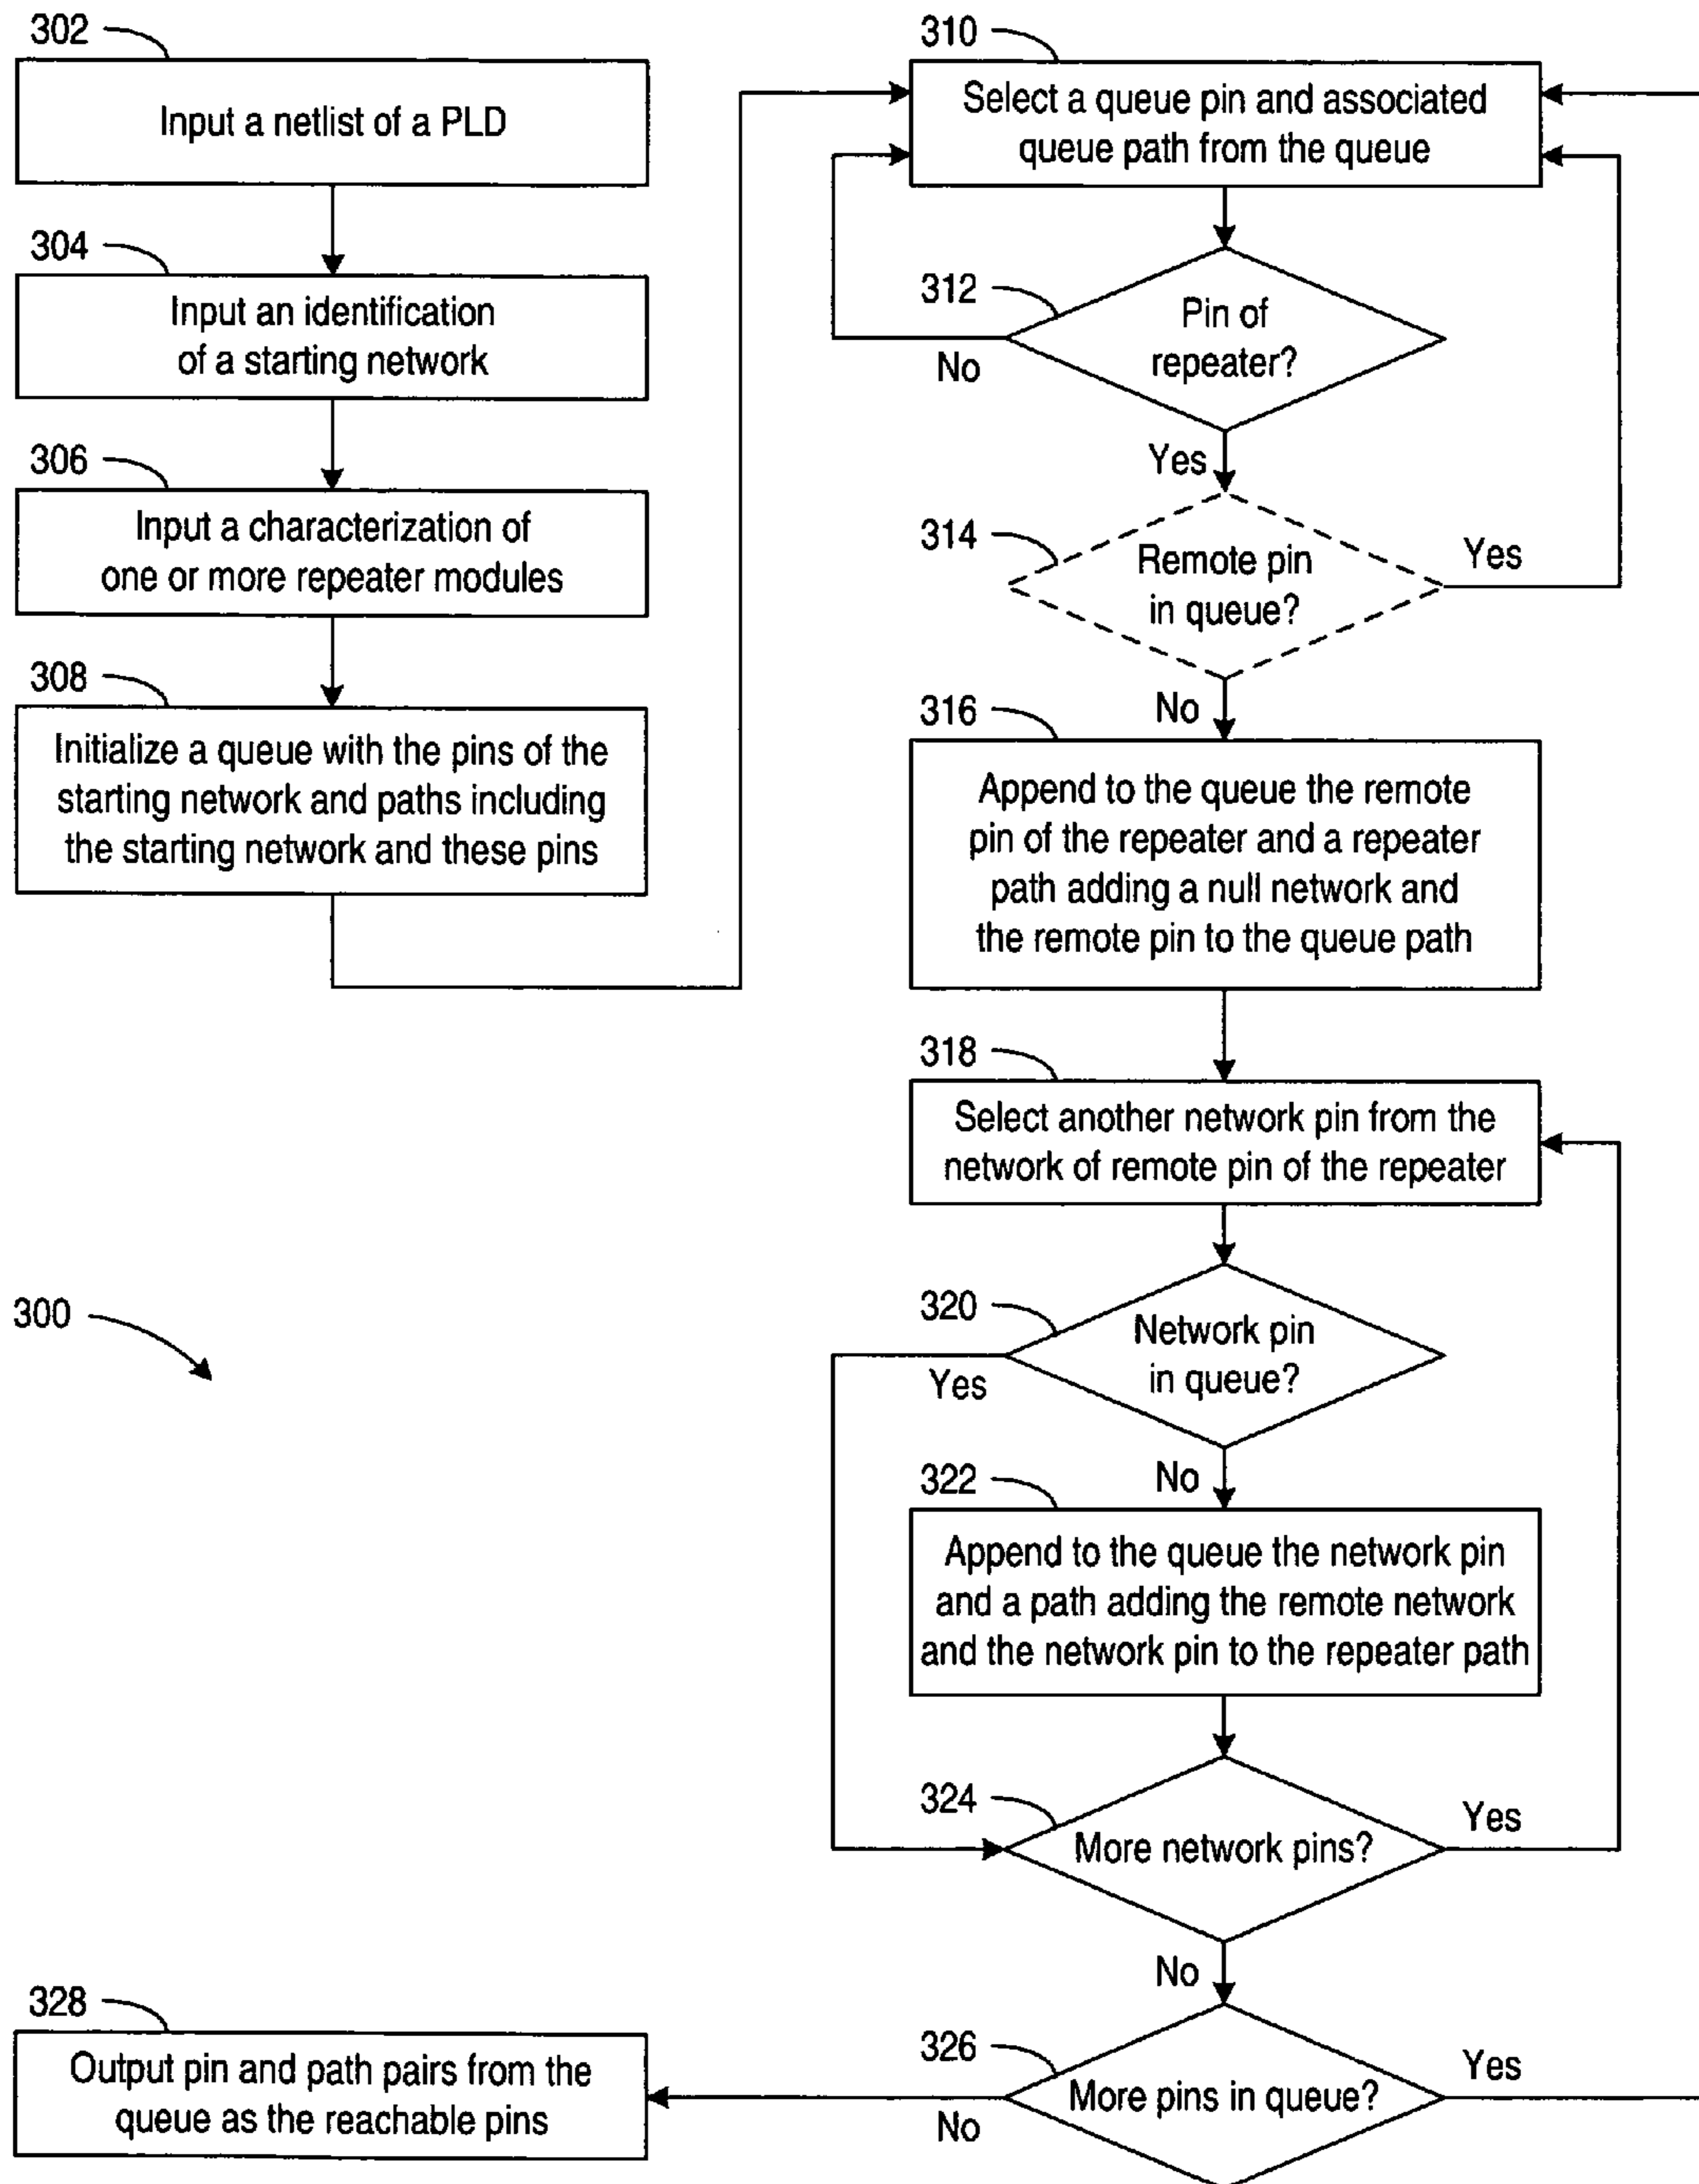 302
Input a netlist of a PLD
304
Input an identification
of a starting network
306
Input a characterization of
one or more repeater modules
308
Initialize a queue with the pins of the
starting network and paths including
the starting network and these pins
310
Select a queue pin and associated
queue path from the queue
312
Pin of
repeater?
No
Yes
314
Remote pin
in queue?
Yes
No
316
Append to the queue the remote
pin of the repeater and a repeater
path adding a null network and
the remote pin to the queue path
318
Select another network pin from the
network of remote pin of the repeater
300
320
Network pin
in queue?
Yes
No
322
Append to the queue the network pin
and a path adding the remote network
and the network pin to the repeater path
324
More network pins?
Yes
No
326
More pins in queue?
Yes
No
328
Output pin and path pairs from the
queue as the reachable pins